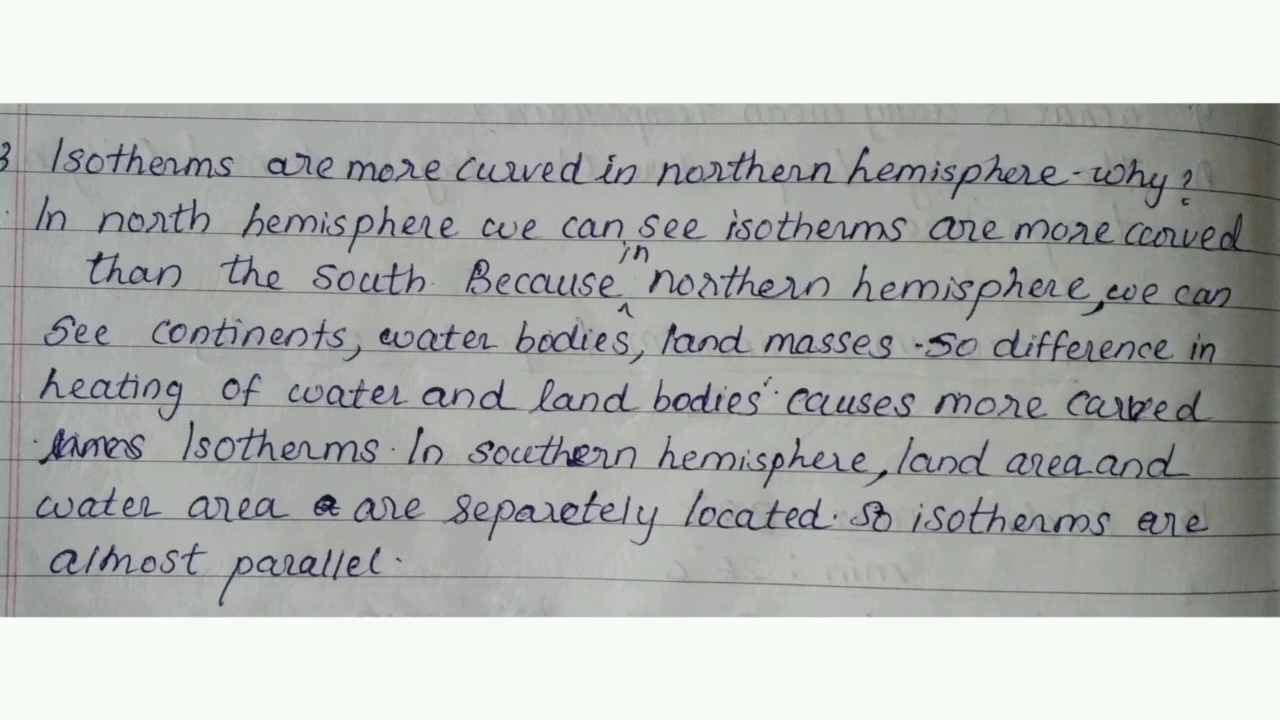 3 Isotherms are more curved in northern hemisphere - why?
In north hemisphere we can see isotherms are more curved
than the south. Because in northern hemisphere, we can
see continents, water bodies, land masses. So difference in
heating of water and land bodies causes more curved
lines Isotherms. In southern hemisphere, land area and
water area are separetely located. So isotherms are
almost parallel.